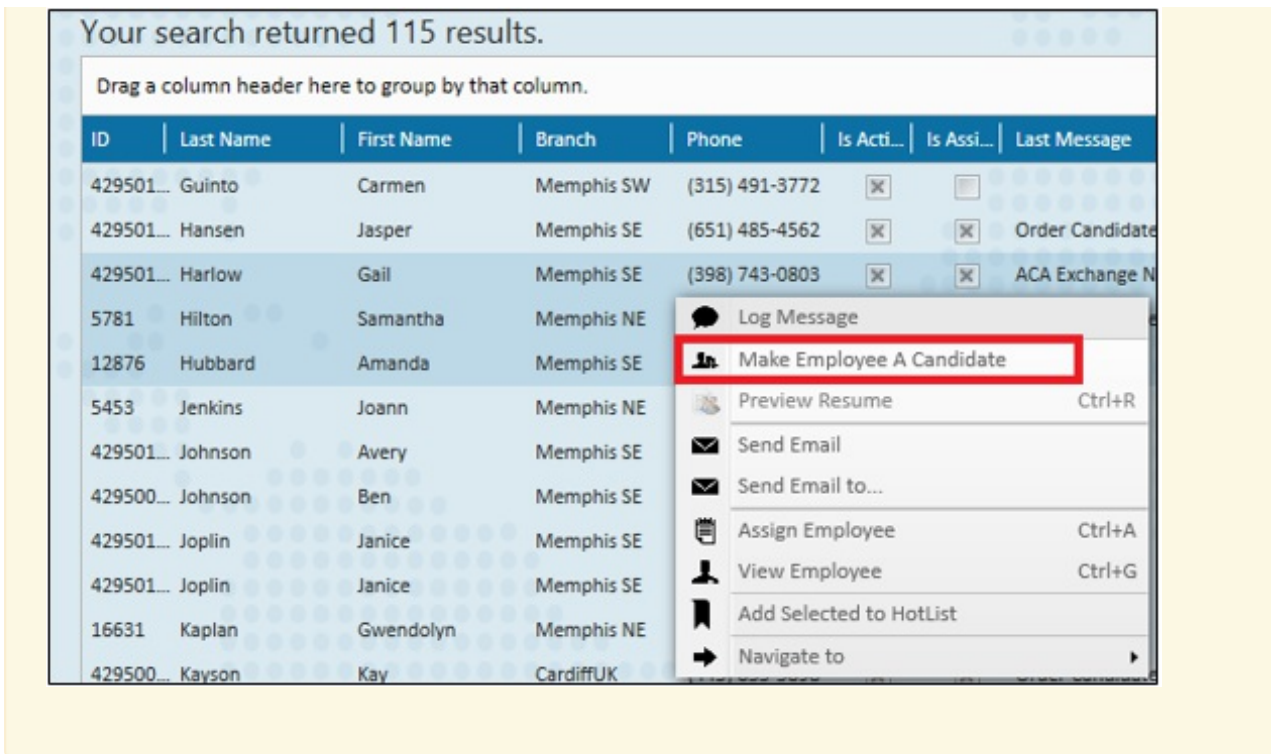 Your search returned 115 results.
Drag a column header here to group by that column.
ID Last Name First Name Branch Phone Is Acti... Is Assi... Last Message
429501... Guinto Carmen Memphis SW (315) 491-3772
429501... Hansen Jasper Memphis SE (651) 485-4562 Order Candidate
429501... Harlow Gail Memphis SE (398) 743-0803 ACA Exchange N
5781 Hilton Samantha Memphis NE Log Message
12876 Hubbard Amanda Memphis SE Make Employee A Candidate
5453 Jenkins Joann Memphis NE Preview Resume Ctrl+R
429501... Johnson Avery Memphis SE Send Email
429500... Johnson Ben Memphis SE Send Email to...
429501... Joplin Janice Memphis SE Assign Employee Ctrl+A
429501... Joplin Janice Memphis SE View Employee Ctrl+G
16631 Kaplan Gwendolyn Memphis NE Add Selected to HotList
429500... Kayson Kay CardiffUK Navigate to